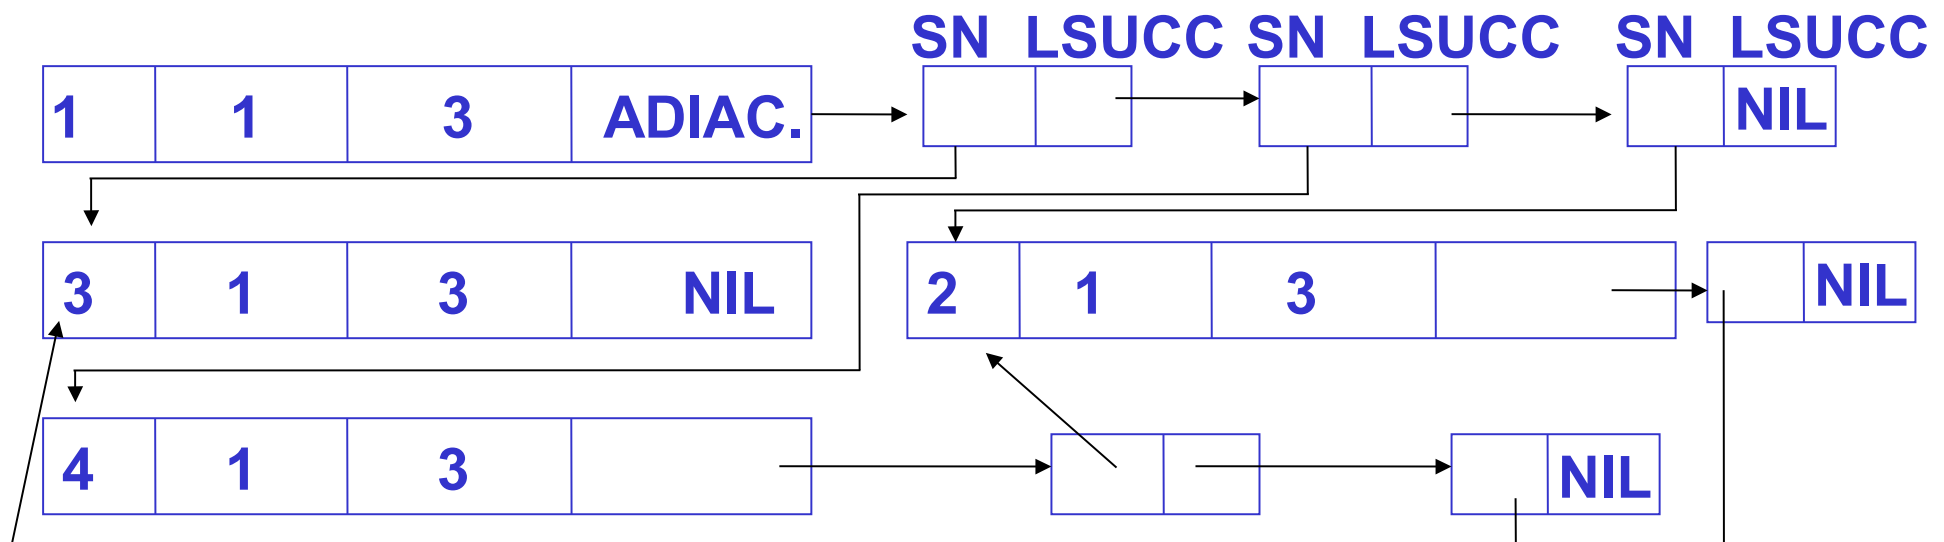 SN LSUCC SN LSUCC SN LSUCC
1 1 3 ADIAC. NIL
3 1 3 NIL 2 1 3 NIL
4 1 3 NIL